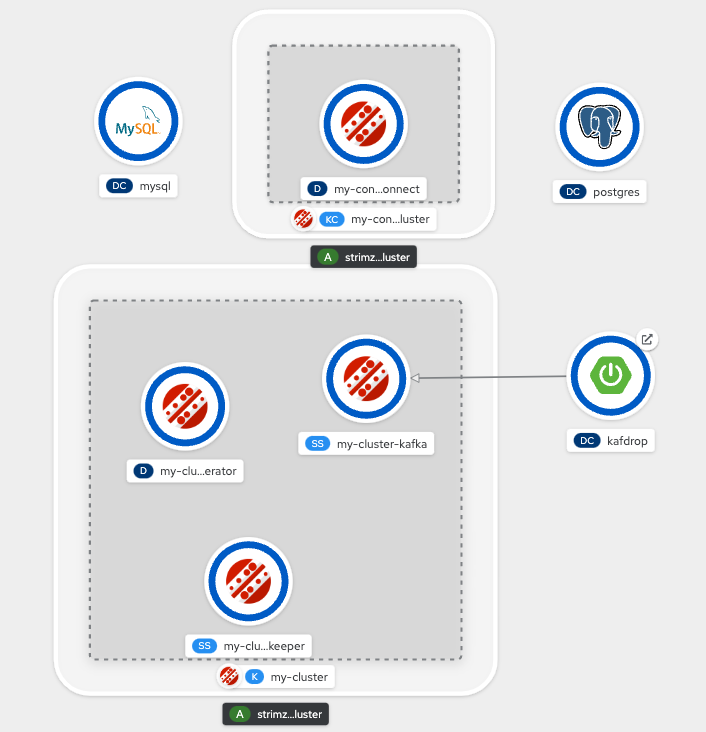 MySQL
DC mysql
D my-con...onnect
KC my-con...luster
A strimz...luster
DC postgres
D my-clu...erator
SS my-cluster-kafka
DC kafdrop
SS my-clu...keeper
K my-cluster
A strimz...luster